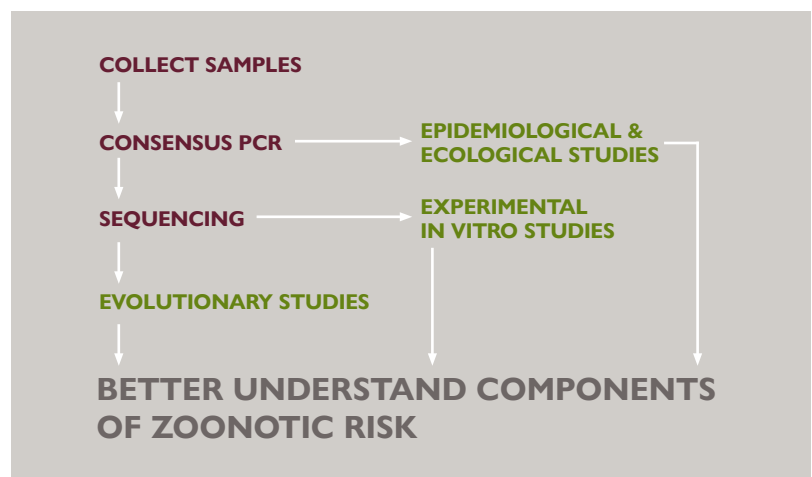 COLLECT SAMPLES
CONSENSUS PCR
EPIDEMIOLOGICAL &
ECOLOGICAL STUDIES
SEQUENCING
EXPERIMENTAL
IN VITRO STUDIES
EVOLUTIONARY STUDIES
BETTER UNDERSTAND COMPONENTS
OF ZOONOTIC RISK